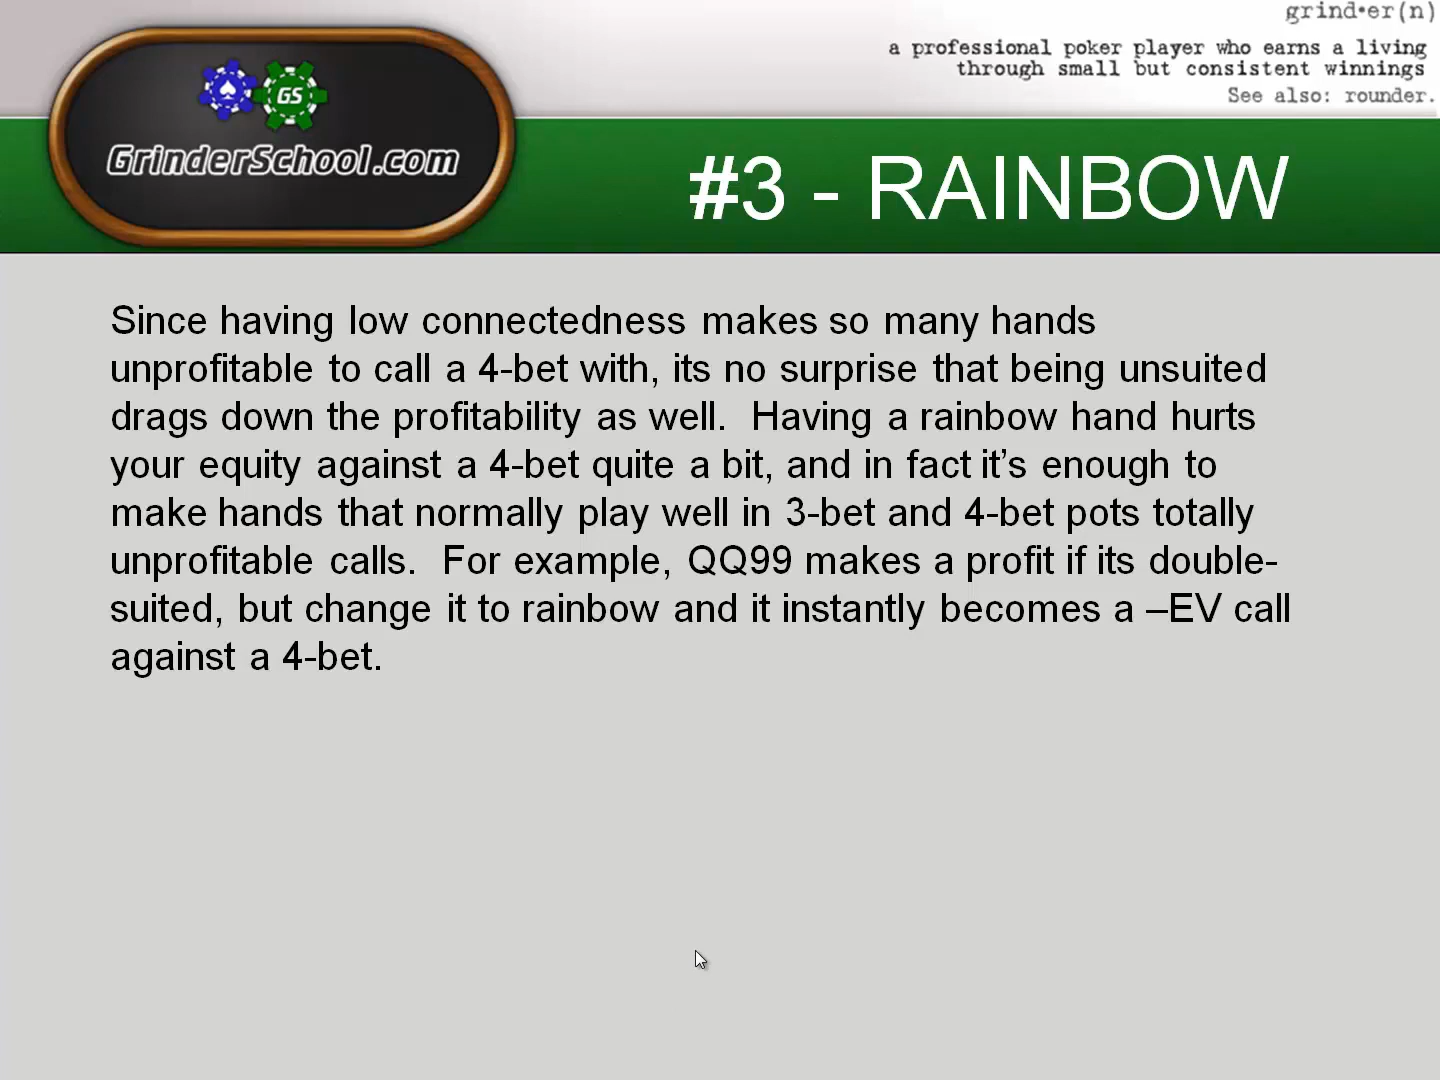 grind•er(n)
a professional poker player who earns a living
through small but consistent winnings
See also: rounder.
GS
GrinderSchool.com
#3 - RAINBOW
Since having low connectedness makes so many hands
unprofitable to call a 4-bet with, its no surprise that being unsuited
drags down the profitability as well.  Having a rainbow hand hurts
your equity against a 4-bet quite a bit, and in fact it’s enough to
make hands that normally play well in 3-bet and 4-bet pots totally
unprofitable calls.  For example, QQ99 makes a profit if its double-
suited, but change it to rainbow and it instantly becomes a –EV call
against a 4-bet.